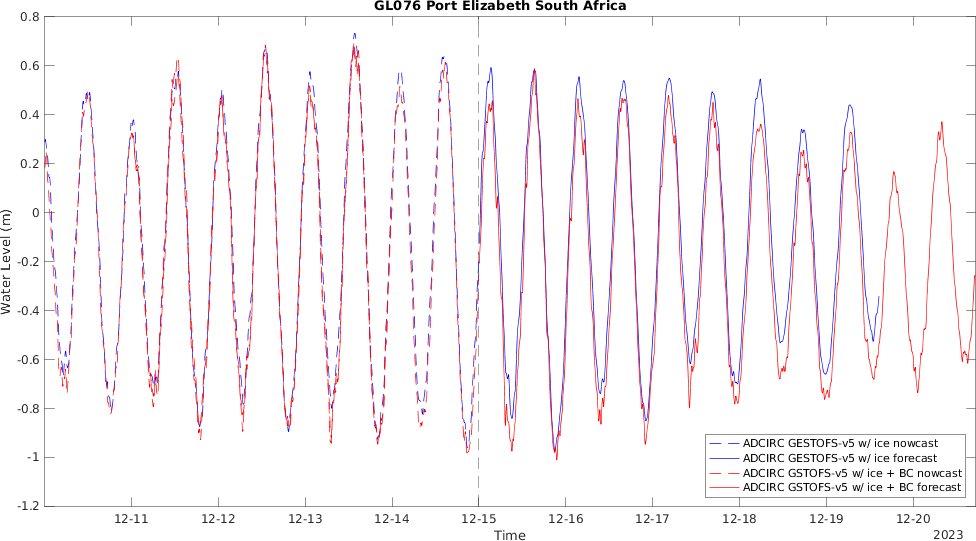 GL076 Port Elizabeth South Africa
0.8
0.6
0.4
0.2
0
-0.2
-0.4
-0.6
-0.8
-1
-1.2
Water Level (m)
ADCIRC GESTOFS-v5 w/ ice nowcast
ADCIRC GESTOFS-v5 w/ ice forecast
ADCIRC GSTOFS-v5 w/ ice + BC nowcast
ADCIRC GSTOFS-v5 w/ ice + BC forecast
12-11 12-12 12-13 12-14 12-15 12-16 12-17 12-18 12-19 12-20
Time
2023